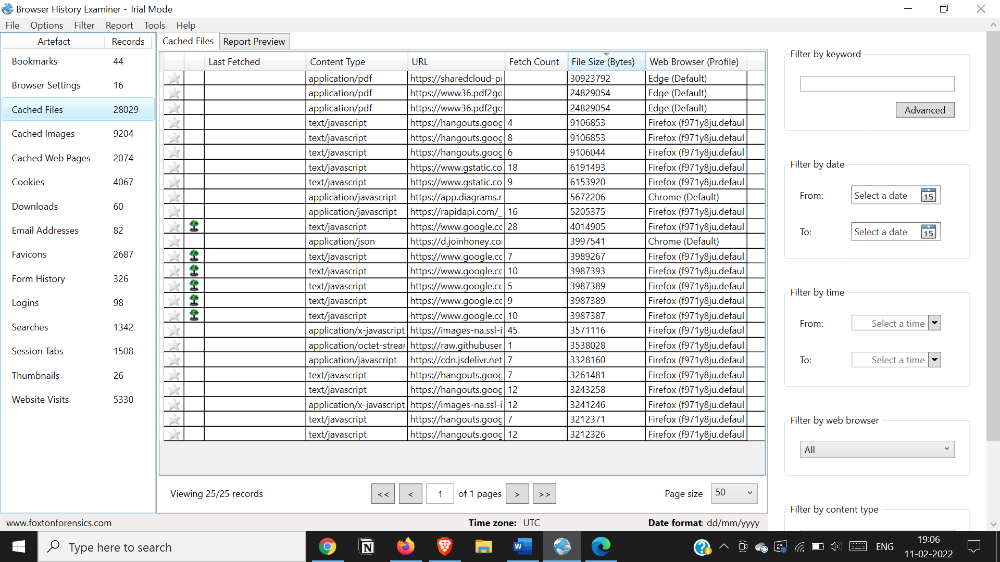 Browser History Examiner - Trial Mode
File Options Filter Report Tools Help
Artefact Records
Bookmarks 44
Browser Settings 16
Cached Files 28029
Cached Images 9204
Cached Web Pages 2074
Cookies 4067
Downloads 60
Email Addresses 82
Favicons 2687
Form History 326
Logins 98
Searches 1342
Session Tabs 1508
Thumbnails 26
Website Visits 5330
Cached Files Report Preview
Last Fetched Content Type URL Fetch Count File Size (Bytes) Web Browser (Profile)
application/pdf https://sharedcloud-pr 30923792 Edge (Default)
application/pdf https://www36.pdf2go 24829054 Edge (Default)
application/pdf https://www36.pdf2go 24829054 Edge (Default)
text/javascript https://hangouts.goog 4 9106853 Firefox (f971y8ju.defaul
text/javascript https://hangouts.goog 8 9106853 Firefox (f971y8ju.defaul
text/javascript https://hangouts.goog 6 9106044 Firefox (f971y8ju.defaul
text/javascript https://www.gstatic.co 18 6191493 Firefox (f971y8ju.defaul
text/javascript https://www.gstatic.co 9 6153920 Firefox (f971y8ju.defaul
application/javascript https://app.diagrams.r 5672206 Chrome (Default)
application/javascript https://rapidapi.com/_ 16 5205375 Firefox (f971y8ju.defaul
text/javascript https://www.google.cc 28 4014905 Firefox (f971y8ju.defaul
application/json https://d.joinhoney.co 3997541 Chrome (Default)
text/javascript https://www.google.cc 7 3989267 Firefox (f971y8ju.defaul
text/javascript https://www.google.cc 10 3987393 Firefox (f971y8ju.defaul
text/javascript https://www.google.cc 5 3987389 Firefox (f971y8ju.defaul
text/javascript https://www.google.cc 9 3987389 Firefox (f971y8ju.defaul
text/javascript https://www.google.cc 10 3987387 Firefox (f971y8ju.defaul
application/x-javascript https://images-na.ssl-i 45 3571116 Firefox (f971y8ju.defaul
application/octet-strear https://raw.githubuser 1 3538028 Firefox (f971y8ju.defaul
application/javascript https://cdn.jsdelivr.net 7 3328160 Firefox (f971y8ju.defaul
text/javascript https://hangouts.goog 7 3261481 Firefox (f971y8ju.defaul
text/javascript https://hangouts.goog 12 3243258 Firefox (f971y8ju.defaul
application/x-javascript https://images-na.ssl-i 12 3241246 Firefox (f971y8ju.defaul
text/javascript https://hangouts.goog 7 3212371 Firefox (f971y8ju.defaul
text/javascript https://hangouts.goog 12 3212326 Firefox (f971y8ju.defaul
Viewing 25/25 records << < 1 of 1 pages > >> Page size 50
Filter by keyword
Advanced
Filter by date
From: Select a date 15
To: Select a date 15
Filter by time
From: Select a time
To: Select a time
Filter by web browser
All
Filter by content type
www.foxtonforensics.com Time zone: UTC Date format: dd/mm/yyyy
Type here to search
ENG
19:06
11-02-2022